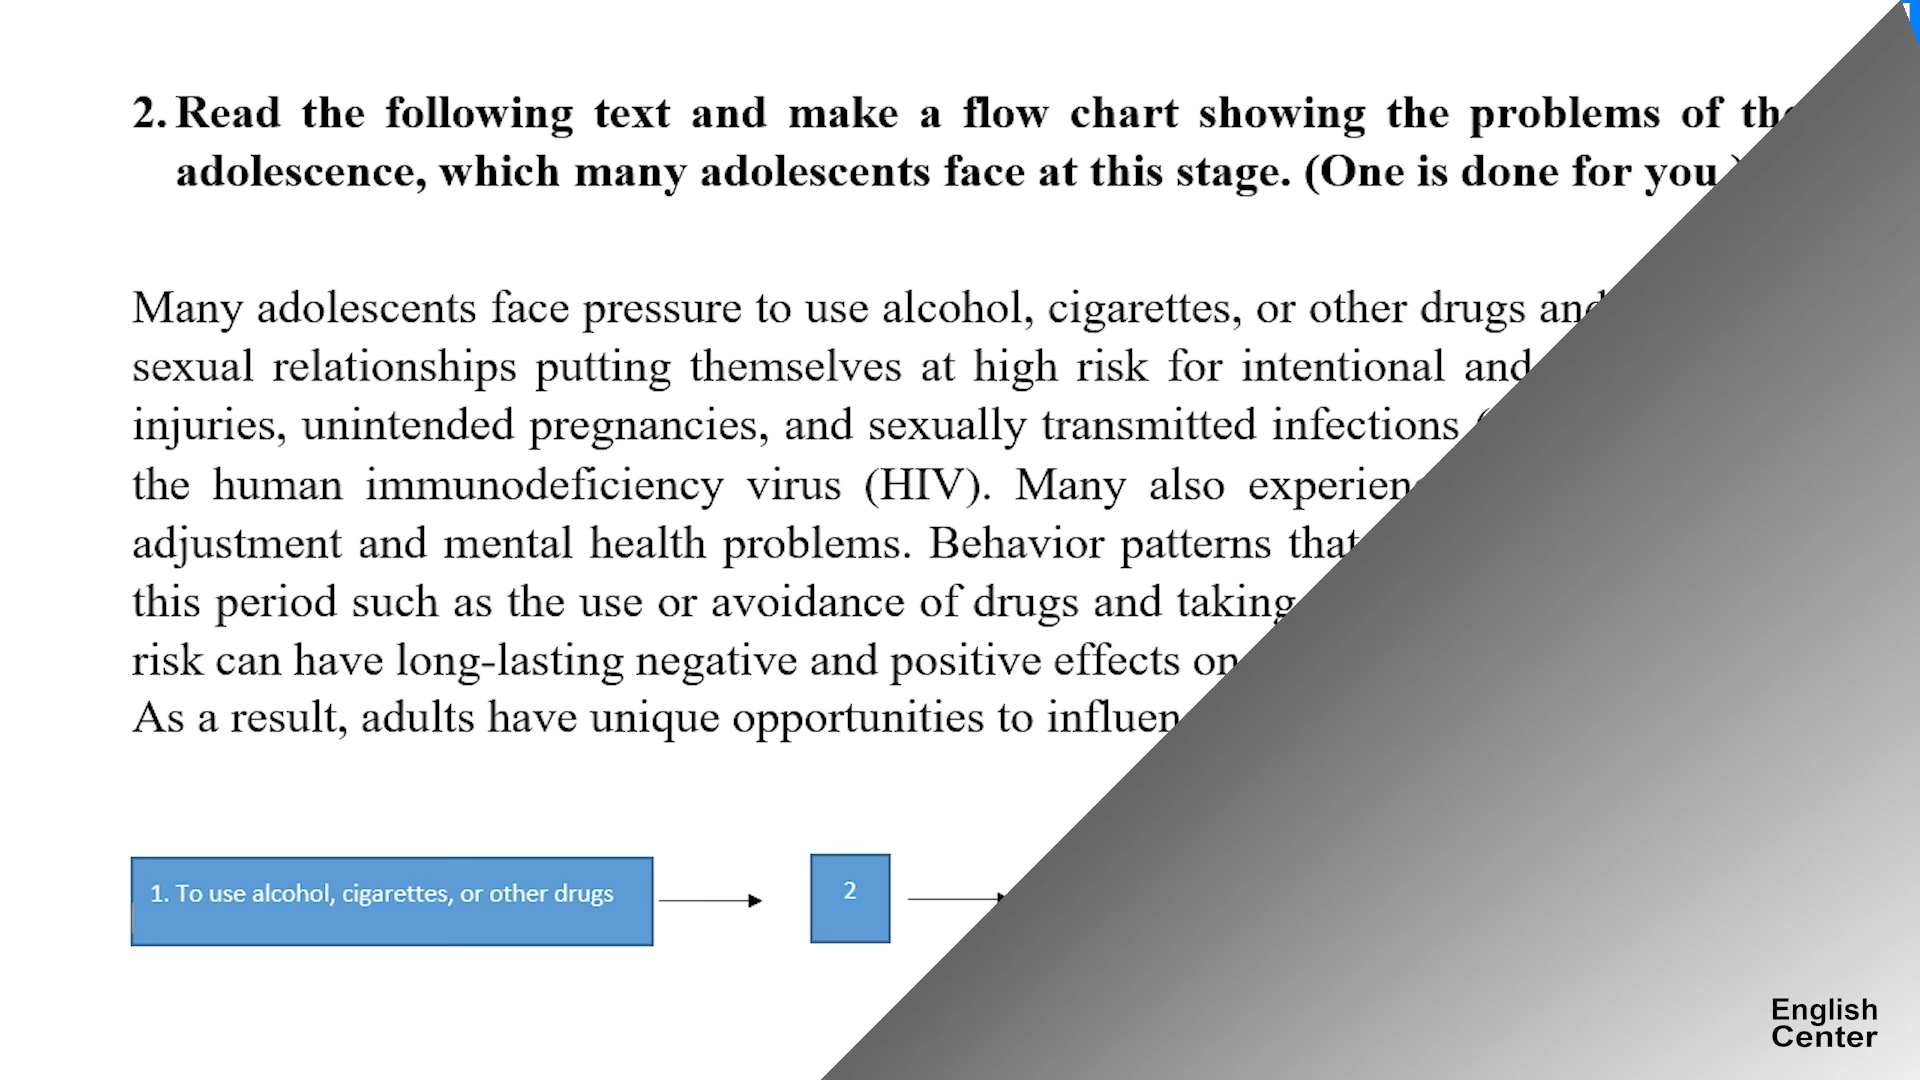 2. Read the following text and make a flow chart showing the problems of the
adolescence, which many adolescents face at this stage. (One is done for you.)
Many adolescents face pressure to use alcohol, cigarettes, or other drugs and
sexual relationships putting themselves at high risk for intentional and
injuries, unintended pregnancies, and sexually transmitted infections
the human immunodeficiency virus (HIV). Many also
adjustment and mental health problems. Behavior patterns that
this period such as the use or avoidance of drugs and taking
risk can have long-lasting negative and positive effects on
As a result, adults have unique opportunities to
1. To use alcohol, cigarettes, or other drugs
2
English
Center